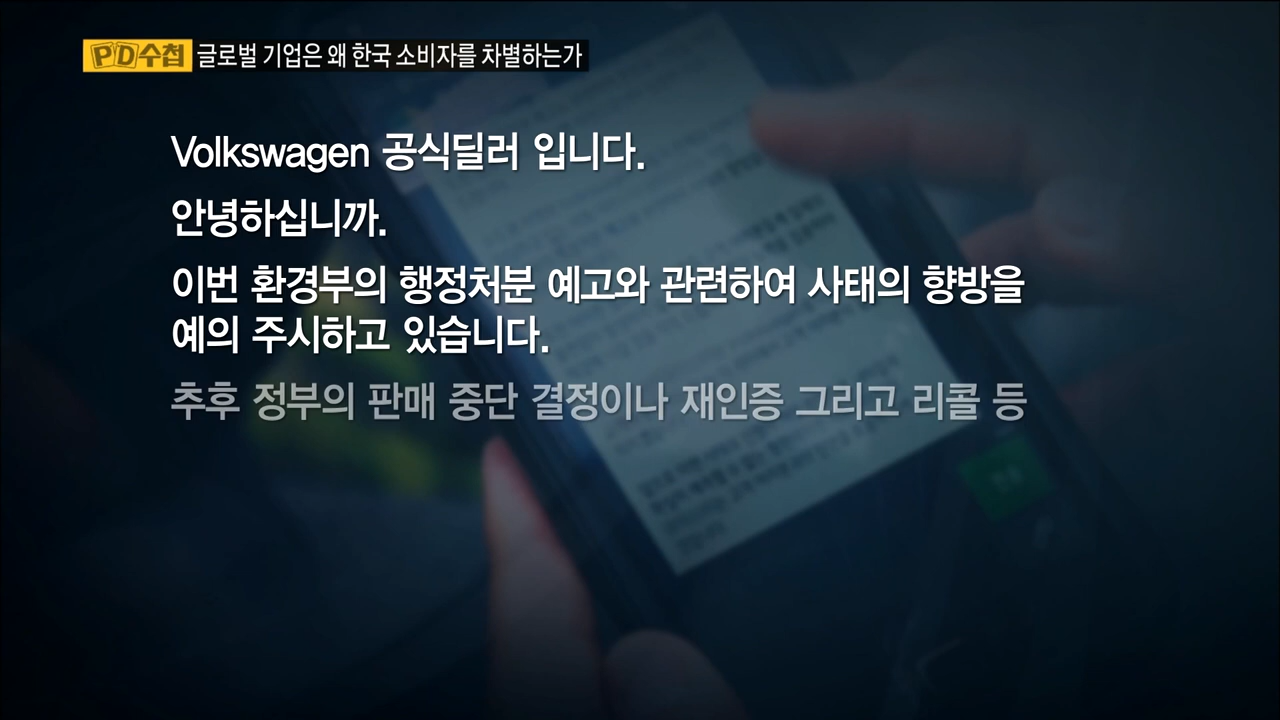 PD수첩 글로벌 기업은 왜 한국 소비자를 차별하는가
Volkswagen 공식딜러 입니다.
안녕하십니까.
이번 환경부의 행정처분 예고와 관련하여 사태의 향방을
예의 주시하고 있습니다.
추후 정부의 판매 중단 결정이나 재인증 그리고 리콜 등